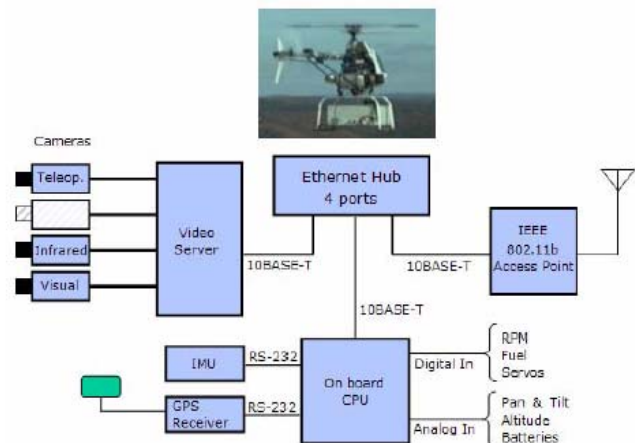 Cameras
Teleop.
Infrared
Visual
Video
Server
Ethernet Hub
4 ports
IEEE
802.11b
Access Point
10BASE-T
10BASE-T
10BASE-T
IMU
RS-232
GPS
Receiver
RS-232
On board
CPU
Digital In
RPM
Fuel
Servos
Analog In
Pan & Tilt
Altitude
Batteries